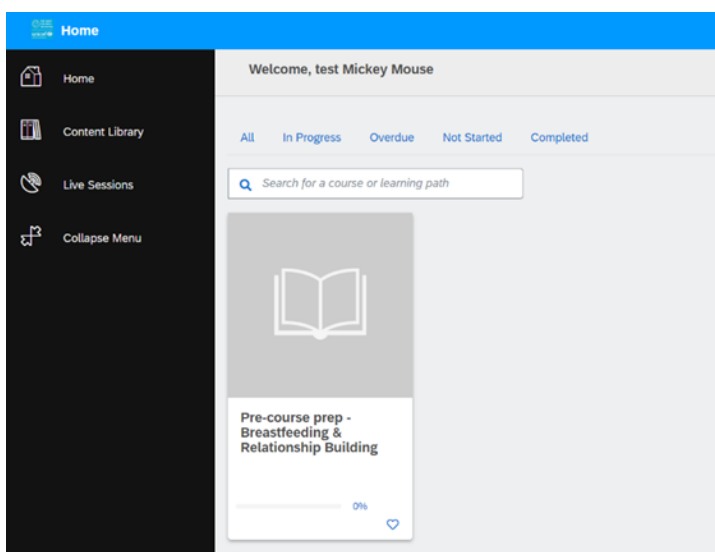 Home
Welcome, test Mickey Mouse
Home
Content Library
Live Sessions
Collapse Menu
All In Progress Overdue Not Started Completed
Search for a course or learning path
Pre-course prep -
Breastfeeding &
Relationship Building
0%